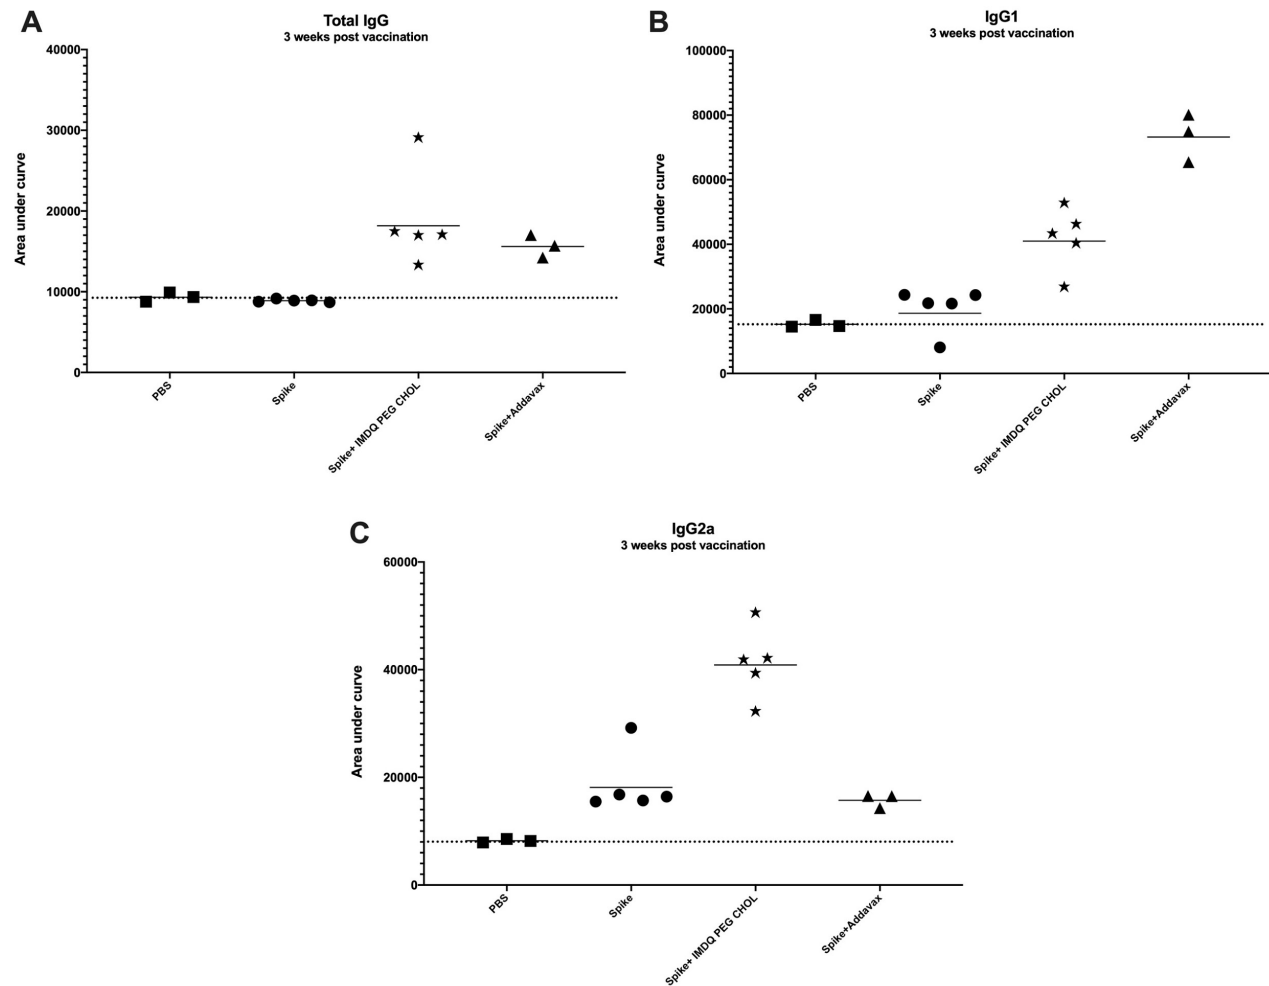 A
Total IgG
3 weeks post vaccination
Area under curve
40000
30000
20000
10000
0
PBS
Spike
Spike+ IMDQ PEG CHOL
Spike+Addavax
B
IgG1
3 weeks post vaccination
Area under curve
100000
80000
60000
40000
20000
0
PBS
Spike
Spike+ IMDQ PEG CHOL
Spike+Addavax
C
IgG2a
3 weeks post vaccination
Area under curve
60000
40000
20000
0
PBS
Spike
Spike+ IMDQ PEG CHOL
Spike+Addavax